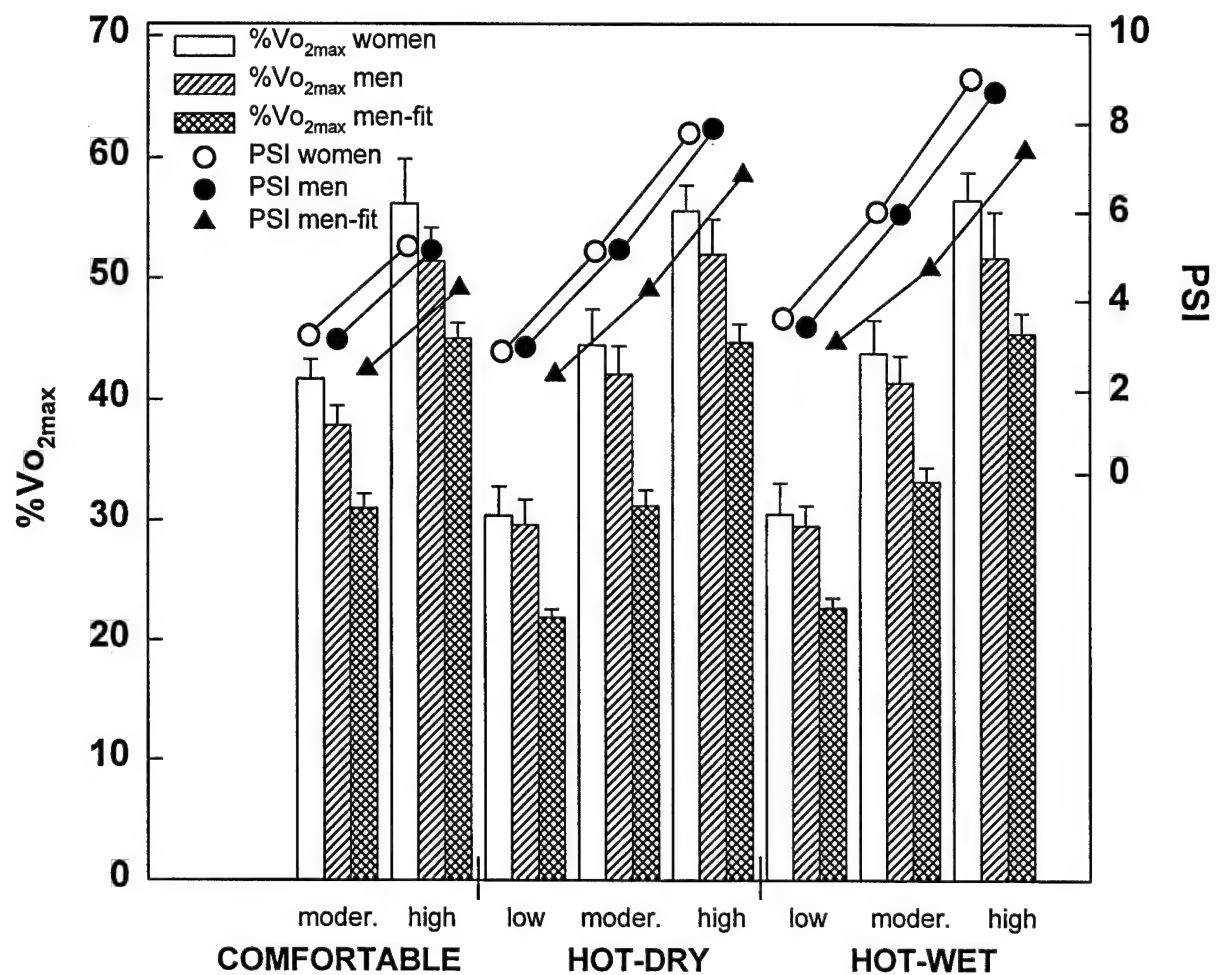 70
60
50
40
30
20
10
0
%Vo2max
%Vo2max women
%Vo2max men
%Vo2max men-fit
PSI women
PSI men
PSI men-fit
10
8
6
4
2
0
PSI
moder. high low moder. high low moder. high
COMFORTABLE HOT-DRY HOT-WET